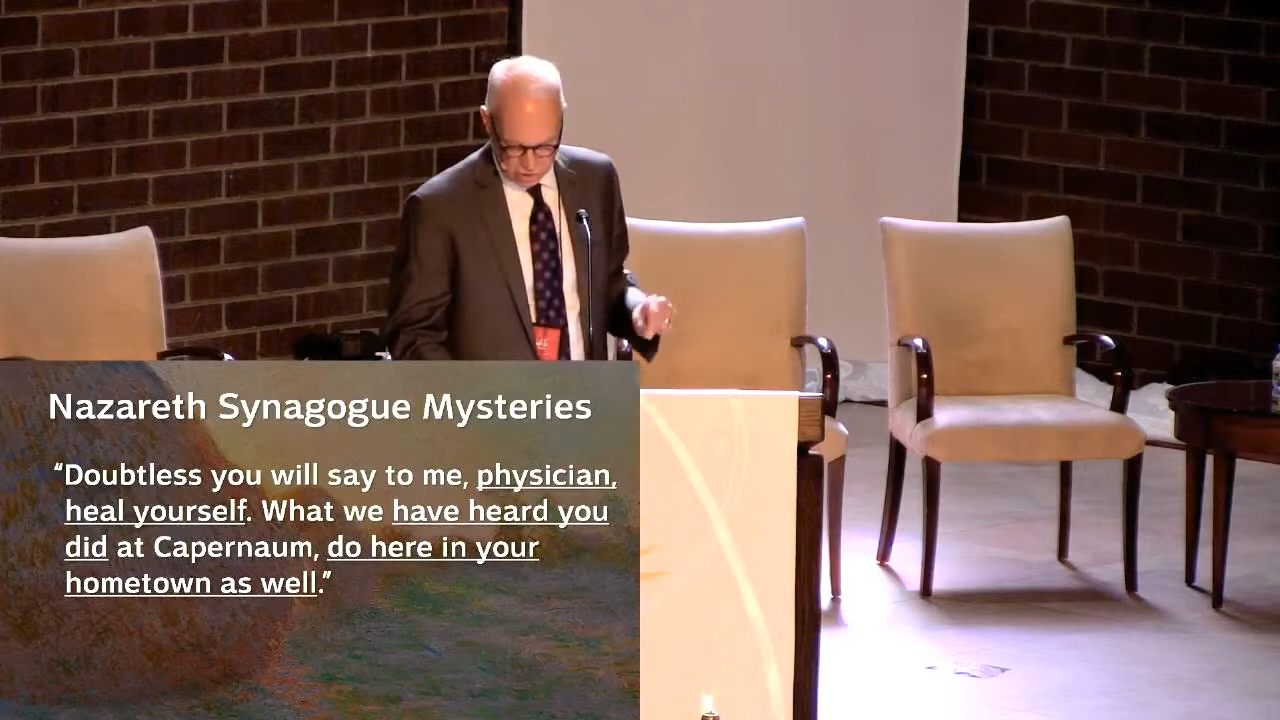 Nazareth Synagogue Mysteries
“Doubtless you will say to me, physician,
heal yourself. What we have heard you
did at Capernaum, do here in your
hometown as well.”